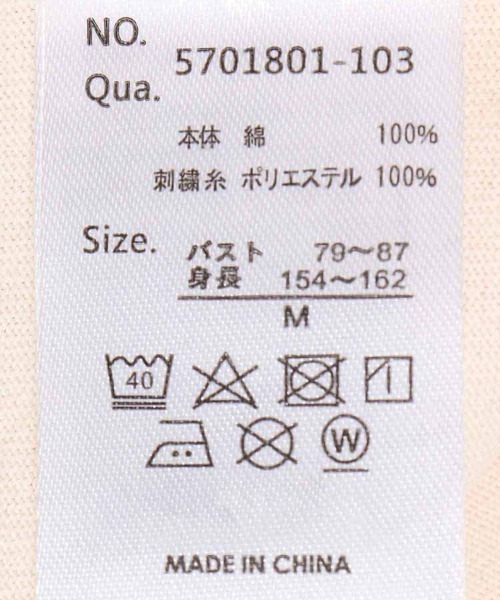 NO. 5701801-103
Qua.
本体 綿 100%
刺繍糸 ポリエステル 100%
Size.
バスト 79～87
身長 154～162
M
40
W
MADE IN CHINA